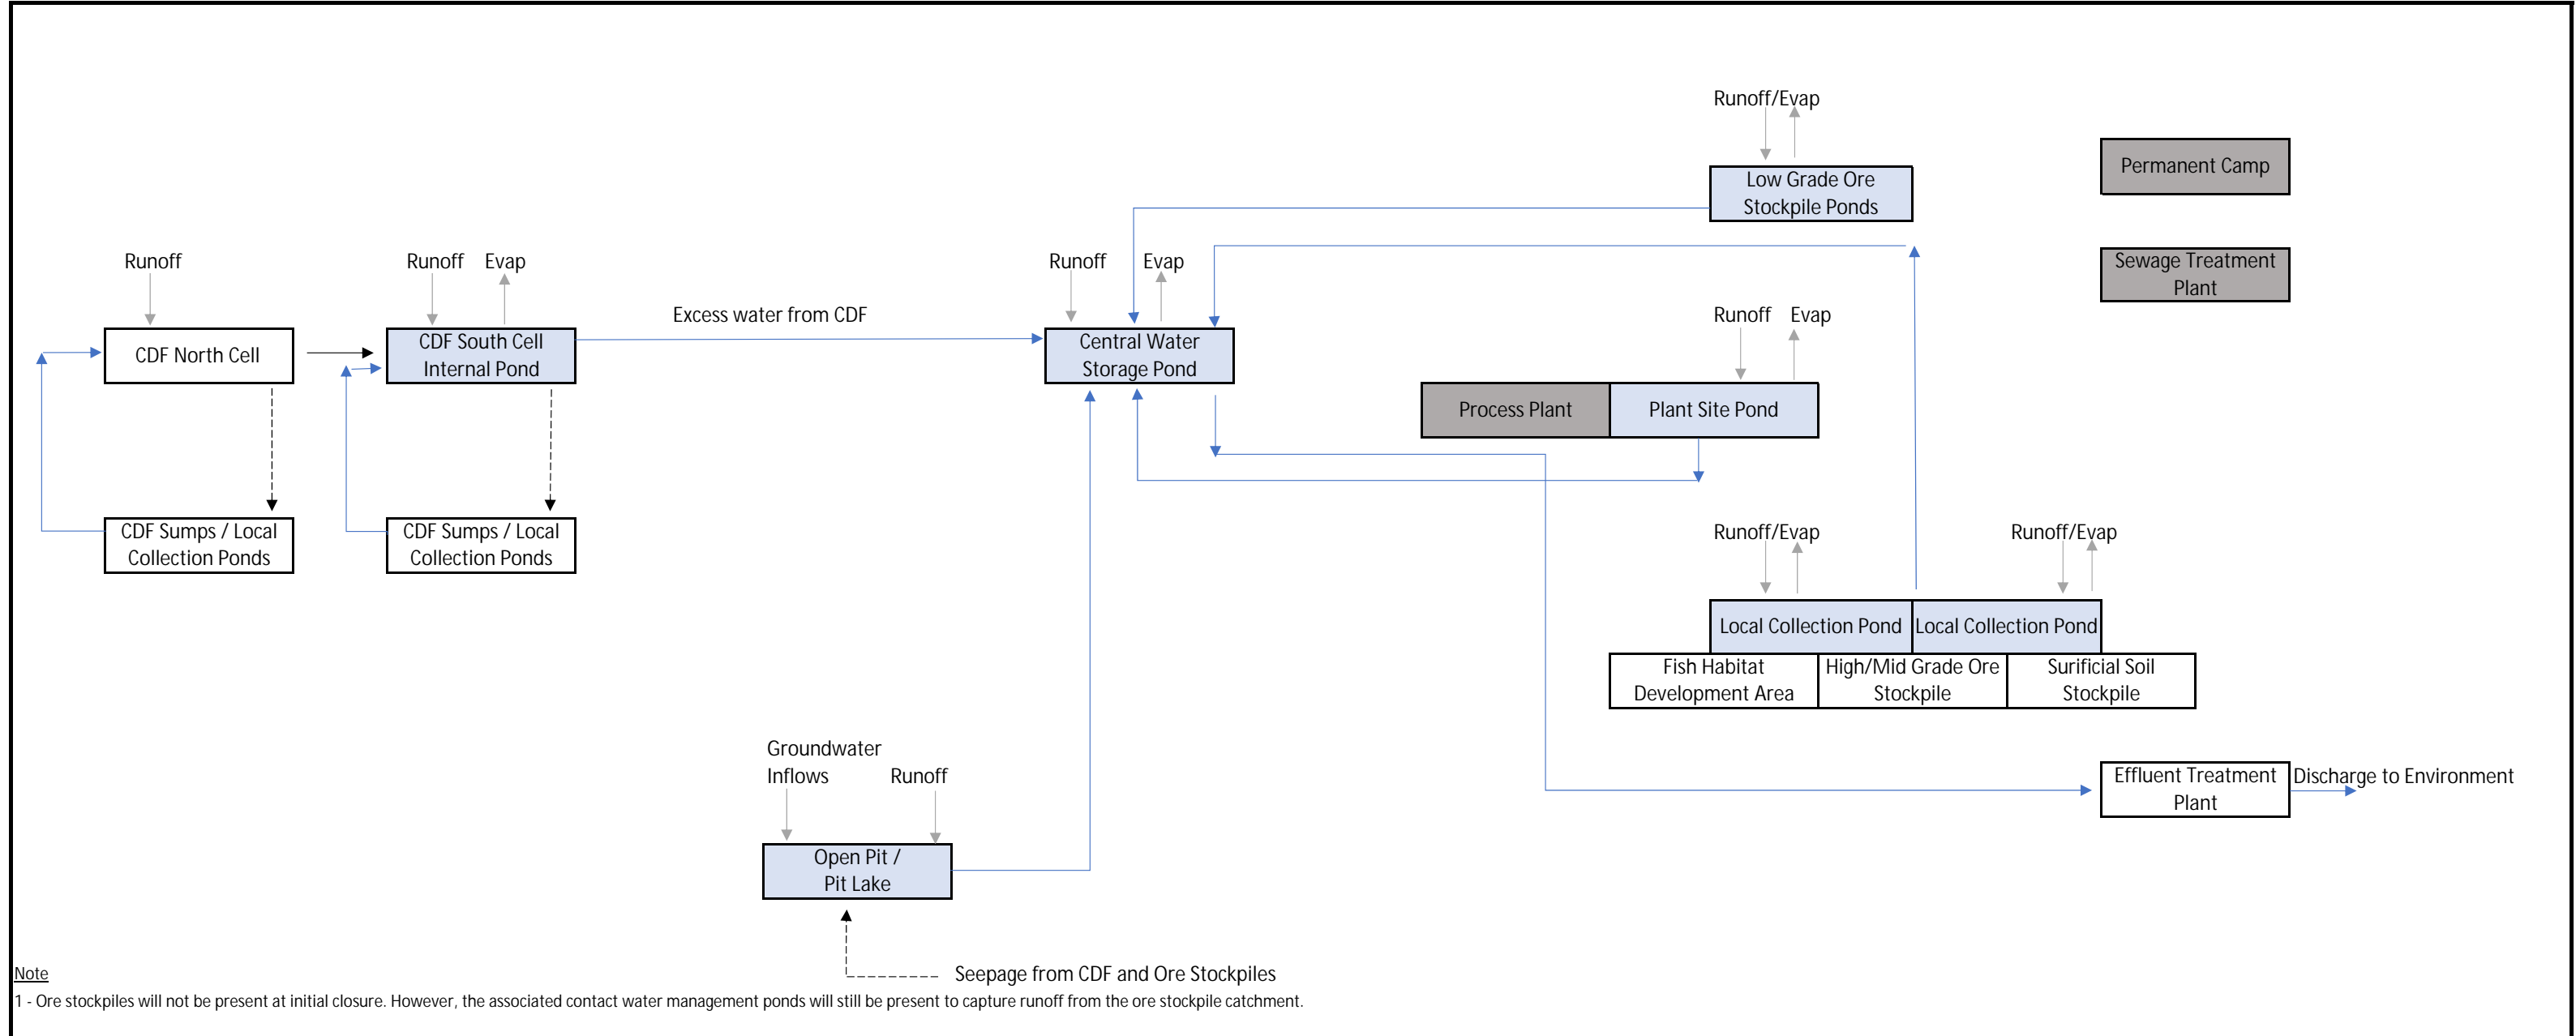 Runoff/Evap
Permanent Camp
Low Grade Ore
Stockpile Ponds
Runoff
Runoff
Evap
Runoff
Evap
Sewage Treatment
Plant
Excess water from CDF
Runoff
Evap
CDF North Cell
CDF South Cell
Internal Pond
Central Water
Storage Pond
Process Plant
Plant Site Pond
CDF Sumps / Local
Collection Ponds
CDF Sumps / Local
Collection Ponds
Runoff/Evap
Runoff/Evap
Local Collection Pond
Local Collection Pond
Fish Habitat
Development Area
High/Mid Grade Ore
Stockpile
Surificial Soil
Stockpile
Groundwater
Inflows
Runoff
Effluent Treatment
Plant
Discharge to Environment
Open Pit /
Pit Lake
Seepage from CDF and Ore Stockpiles
Note
1 - Ore stockpiles will not be present at initial closure. However, the associated contact water management ponds will still be present to capture runoff from the ore stockpile catchment.